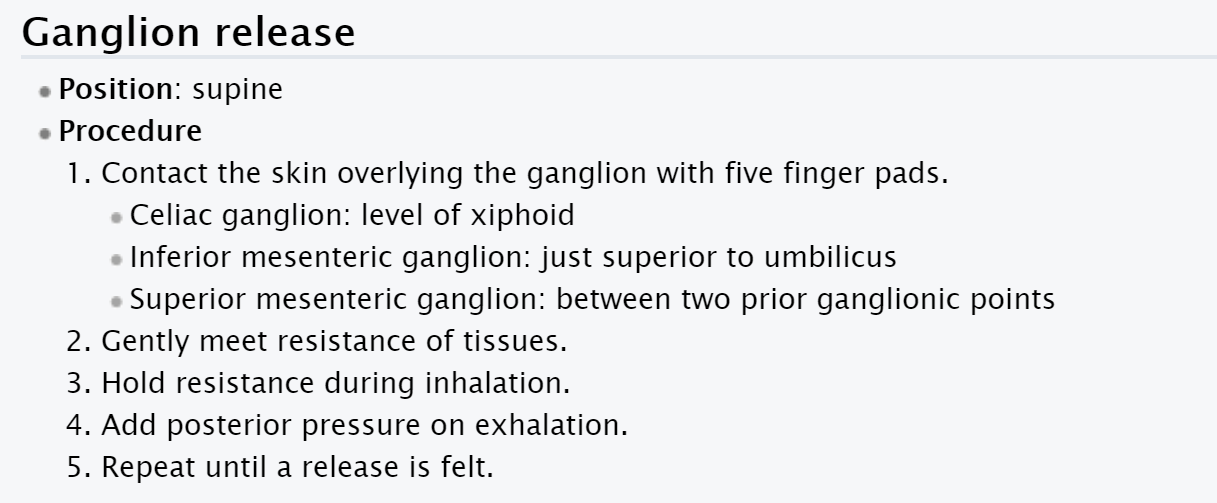 Ganglion release
Position: supine
Procedure
1. Contact the skin overlying the ganglion with five finger pads.
Celiac ganglion: level of xiphoid
Inferior mesenteric ganglion: just superior to umbilicus
Superior mesenteric ganglion: between two prior ganglionic points
2. Gently meet resistance of tissues.
3. Hold resistance during inhalation.
4. Add posterior pressure on exhalation.
5. Repeat until a release is felt.